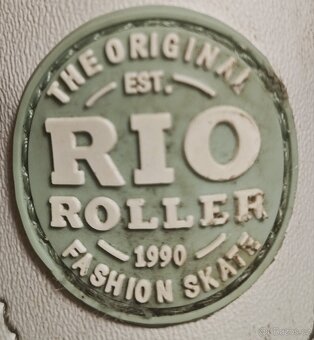 THE ORIGINAL
EST.
RIO
ROLLER
1990
FASHION SKATE